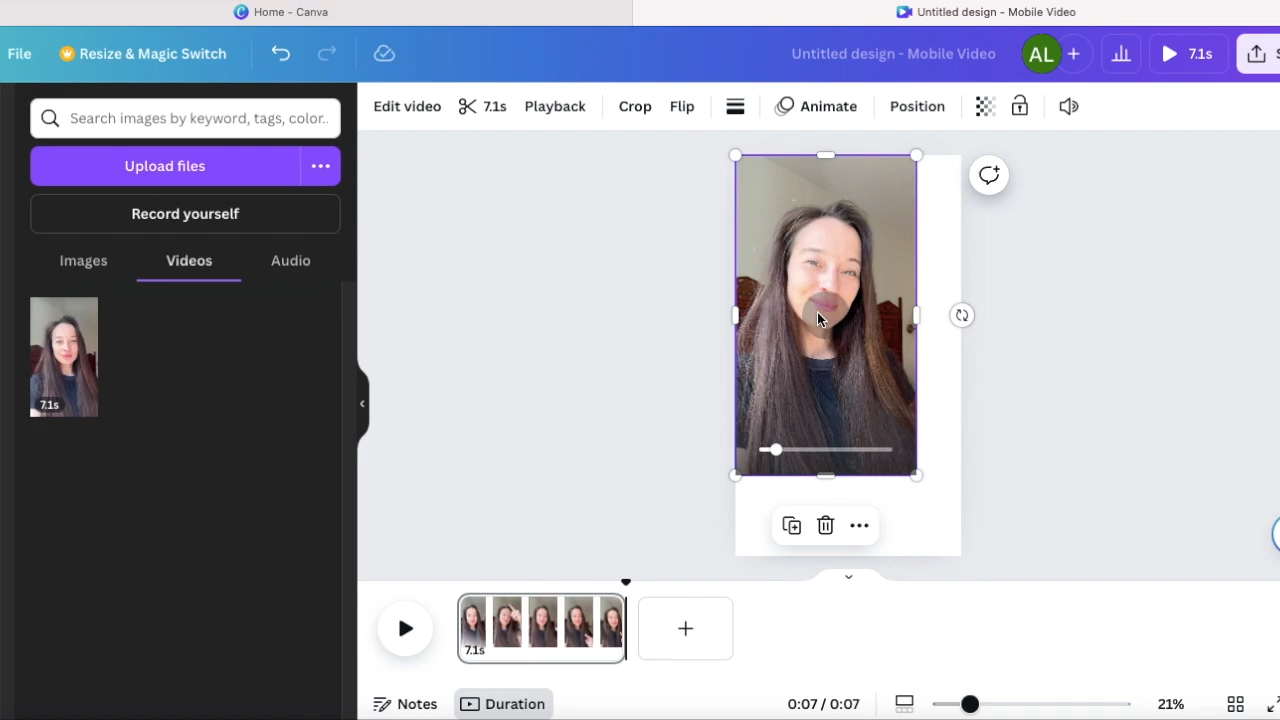 Home - Canva
Untitled design - Mobile Video
File
Resize & Magic Switch
Untitled design - Mobile Video
AL
+
7.1s
S
Search images by keyword, tags, color..
Upload files
Record yourself
Images
Videos
Audio
7.1s
Edit video
7.1s
Playback
Crop
Flip
Animate
Position
7.1s
Notes
Duration
0:07 / 0:07
21%